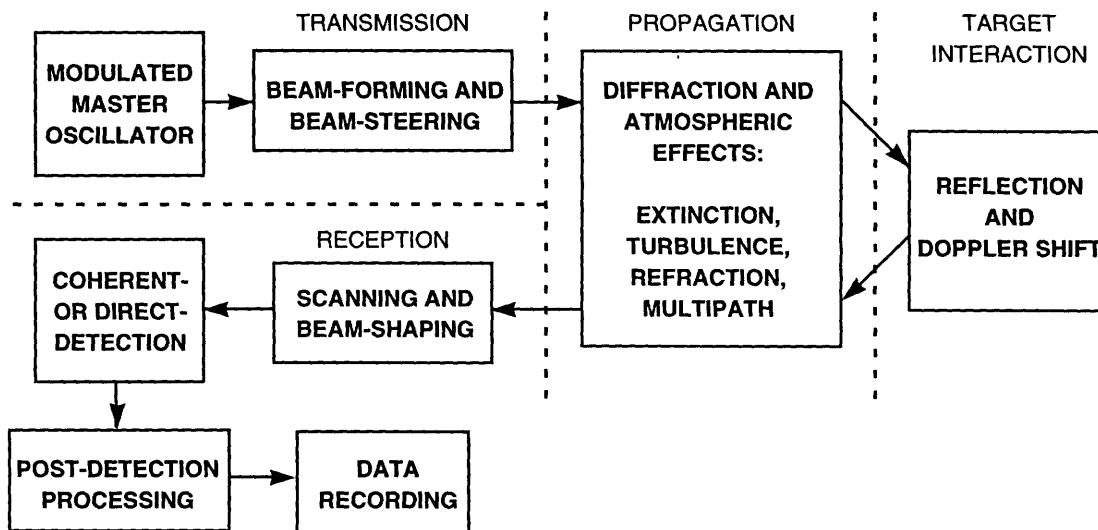 TRANSMISSION
MODULATED
MASTER
OSCILLATOR
BEAM-FORMING AND
BEAM-STEERING
PROPAGATION
DIFFRACTION AND
ATMOSPHERIC
EFFECTS:
EXTINCTION,
TURBULENCE,
REFRACTION,
MULTIPATH
TARGET
INTERACTION
REFLECTION
AND
DOPPLER SHIFT
RECEPTION
SCANNING AND
BEAM-SHAPING
COHERENT-
OR DIRECT-
DETECTION
POST-DETECTION
PROCESSING
DATA
RECORDING